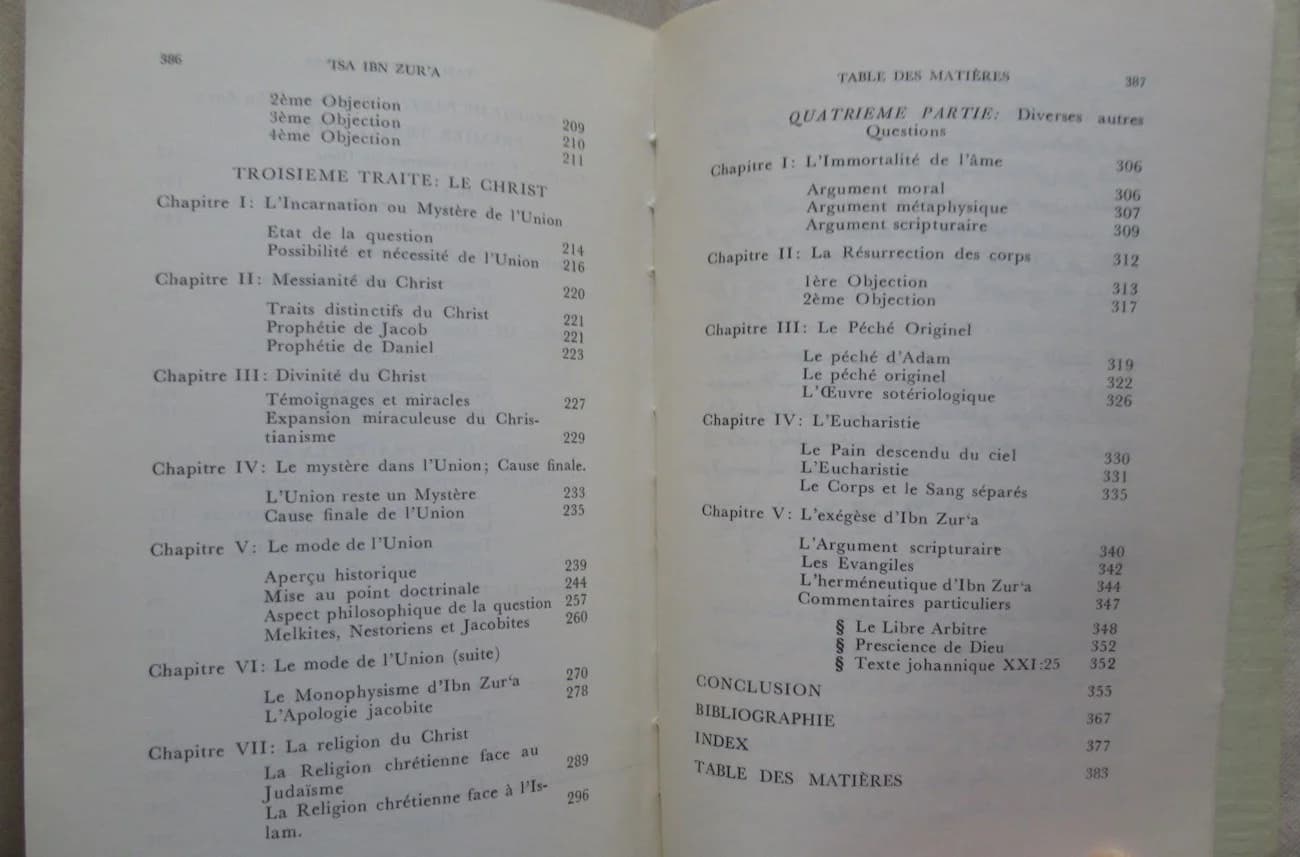 386
'ISA IBN ZUR'A
2ème Objection 209
3ème Objection 210
4ème Objection 211
TROISIEME TRAITE: LE CHRIST
Chapitre I: L'Incarnation ou Mystère de l'Union
Etat de la question 214
Possibilité et nécessité de l'Union 216
Chapitre II: Messianité du Christ 220
Traits distinctifs du Christ 221
Prophétie de Jacob 221
Prophétie de Daniel 223
Chapitre III: Divinité du Christ
Témoignages et miracles 227
Expansion miraculeuse du Chris-
tianisme 229
Chapitre IV: Le mystère dans l'Union; Cause finale.
L'Union reste un Mystère 233
Cause finale de l'Union 235
Chapitre V: Le mode de l'Union
Aperçu historique 239
Mise au point doctrinale 244
Aspect philosophique de la question 257
Melkites, Nestoriens et Jacobites 260
Chapitre VI: Le mode de l'Union (suite)
Le Monophysisme d'Ibn Zur‘a 270
L'Apologie jacobite 278
Chapitre VII: La religion du Christ
La Religion chrétienne face au
Judaïsme 289
La Religion chrétienne face à l'Is-
lam. 296
TABLE DES MATIÈRES
387
QUATRIEME PARTIE: Diverses autres
Questions
Chapitre I: L'Immortalité de l'âme 306
Argument moral 306
Argument métaphysique 307
Argument scripturaire 309
Chapitre II: La Résurrection des corps 312
1ère Objection 313
2ème Objection 317
Chapitre III: Le Péché Originel
Le péché d'Adam 319
Le péché originel 322
L'Œuvre sotériologique 326
Chapitre IV: L'Eucharistie
Le Pain descendu du ciel 330
L'Eucharistie 331
Le Corps et le Sang séparés 335
Chapitre V: L'exégèse d'Ibn Zur‘a
L'Argument scripturaire 340
Les Evangiles 342
L'herméneutique d'Ibn Zur'a 344
Commentaires particuliers 347
§ Le Libre Arbitre 348
§ Prescience de Dieu 352
§ Texte johannique XXI:25 352
CONCLUSION 355
BIBLIOGRAPHIE 367
INDEX 377
TABLE DES MATIÈRES 383